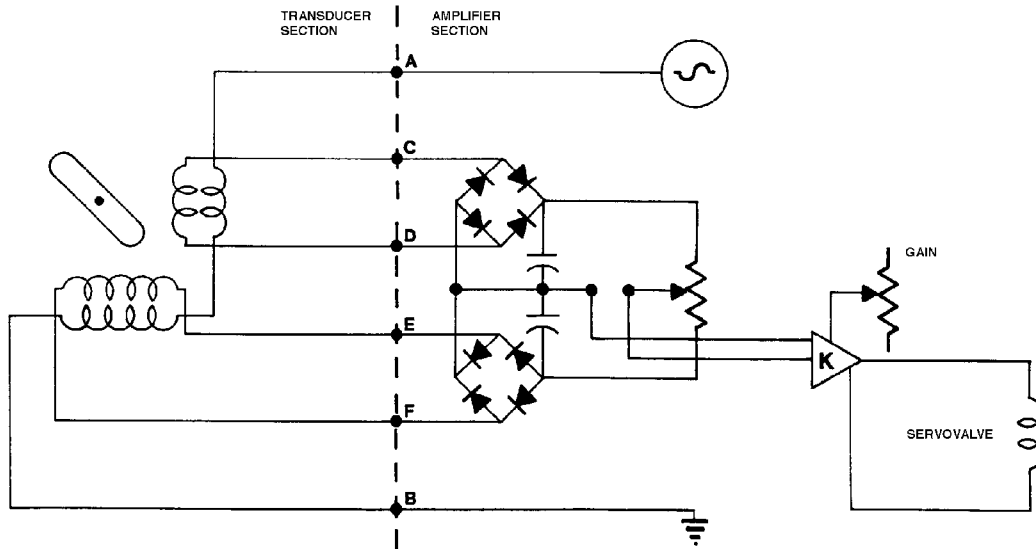 TRANSDUCER
SECTION
AMPLIFIER
SECTION
A
C
D
GAIN
E
K
F
SERVOVALVE
B